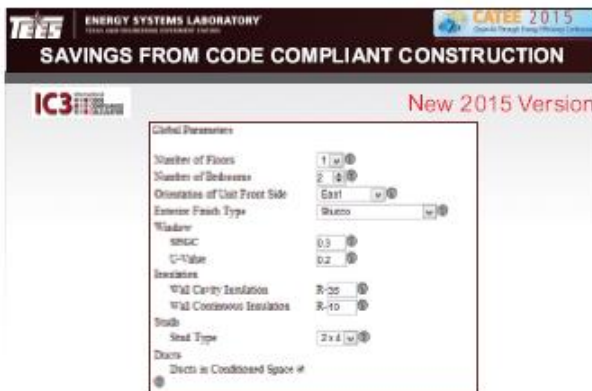 TEES ENERGY SYSTEMS LABORATORY
CATEE 2015
SAVINGS FROM CODE COMPLIANT CONSTRUCTION
IC3
New 2015 Version
Global Parameters
Number of Floors 1
Number of Bedrooms 2
Orientation of Unit Front Side East
Exterior Finish Type Stucco
Window
SHGC 0.3
U-Value 0.2
Insulation
Wall Cavity Insulation R-35
Wall Continuous Insulation R-10
Studs
Stud Type 2x4
Ducts
Ducts in Conditioned Space